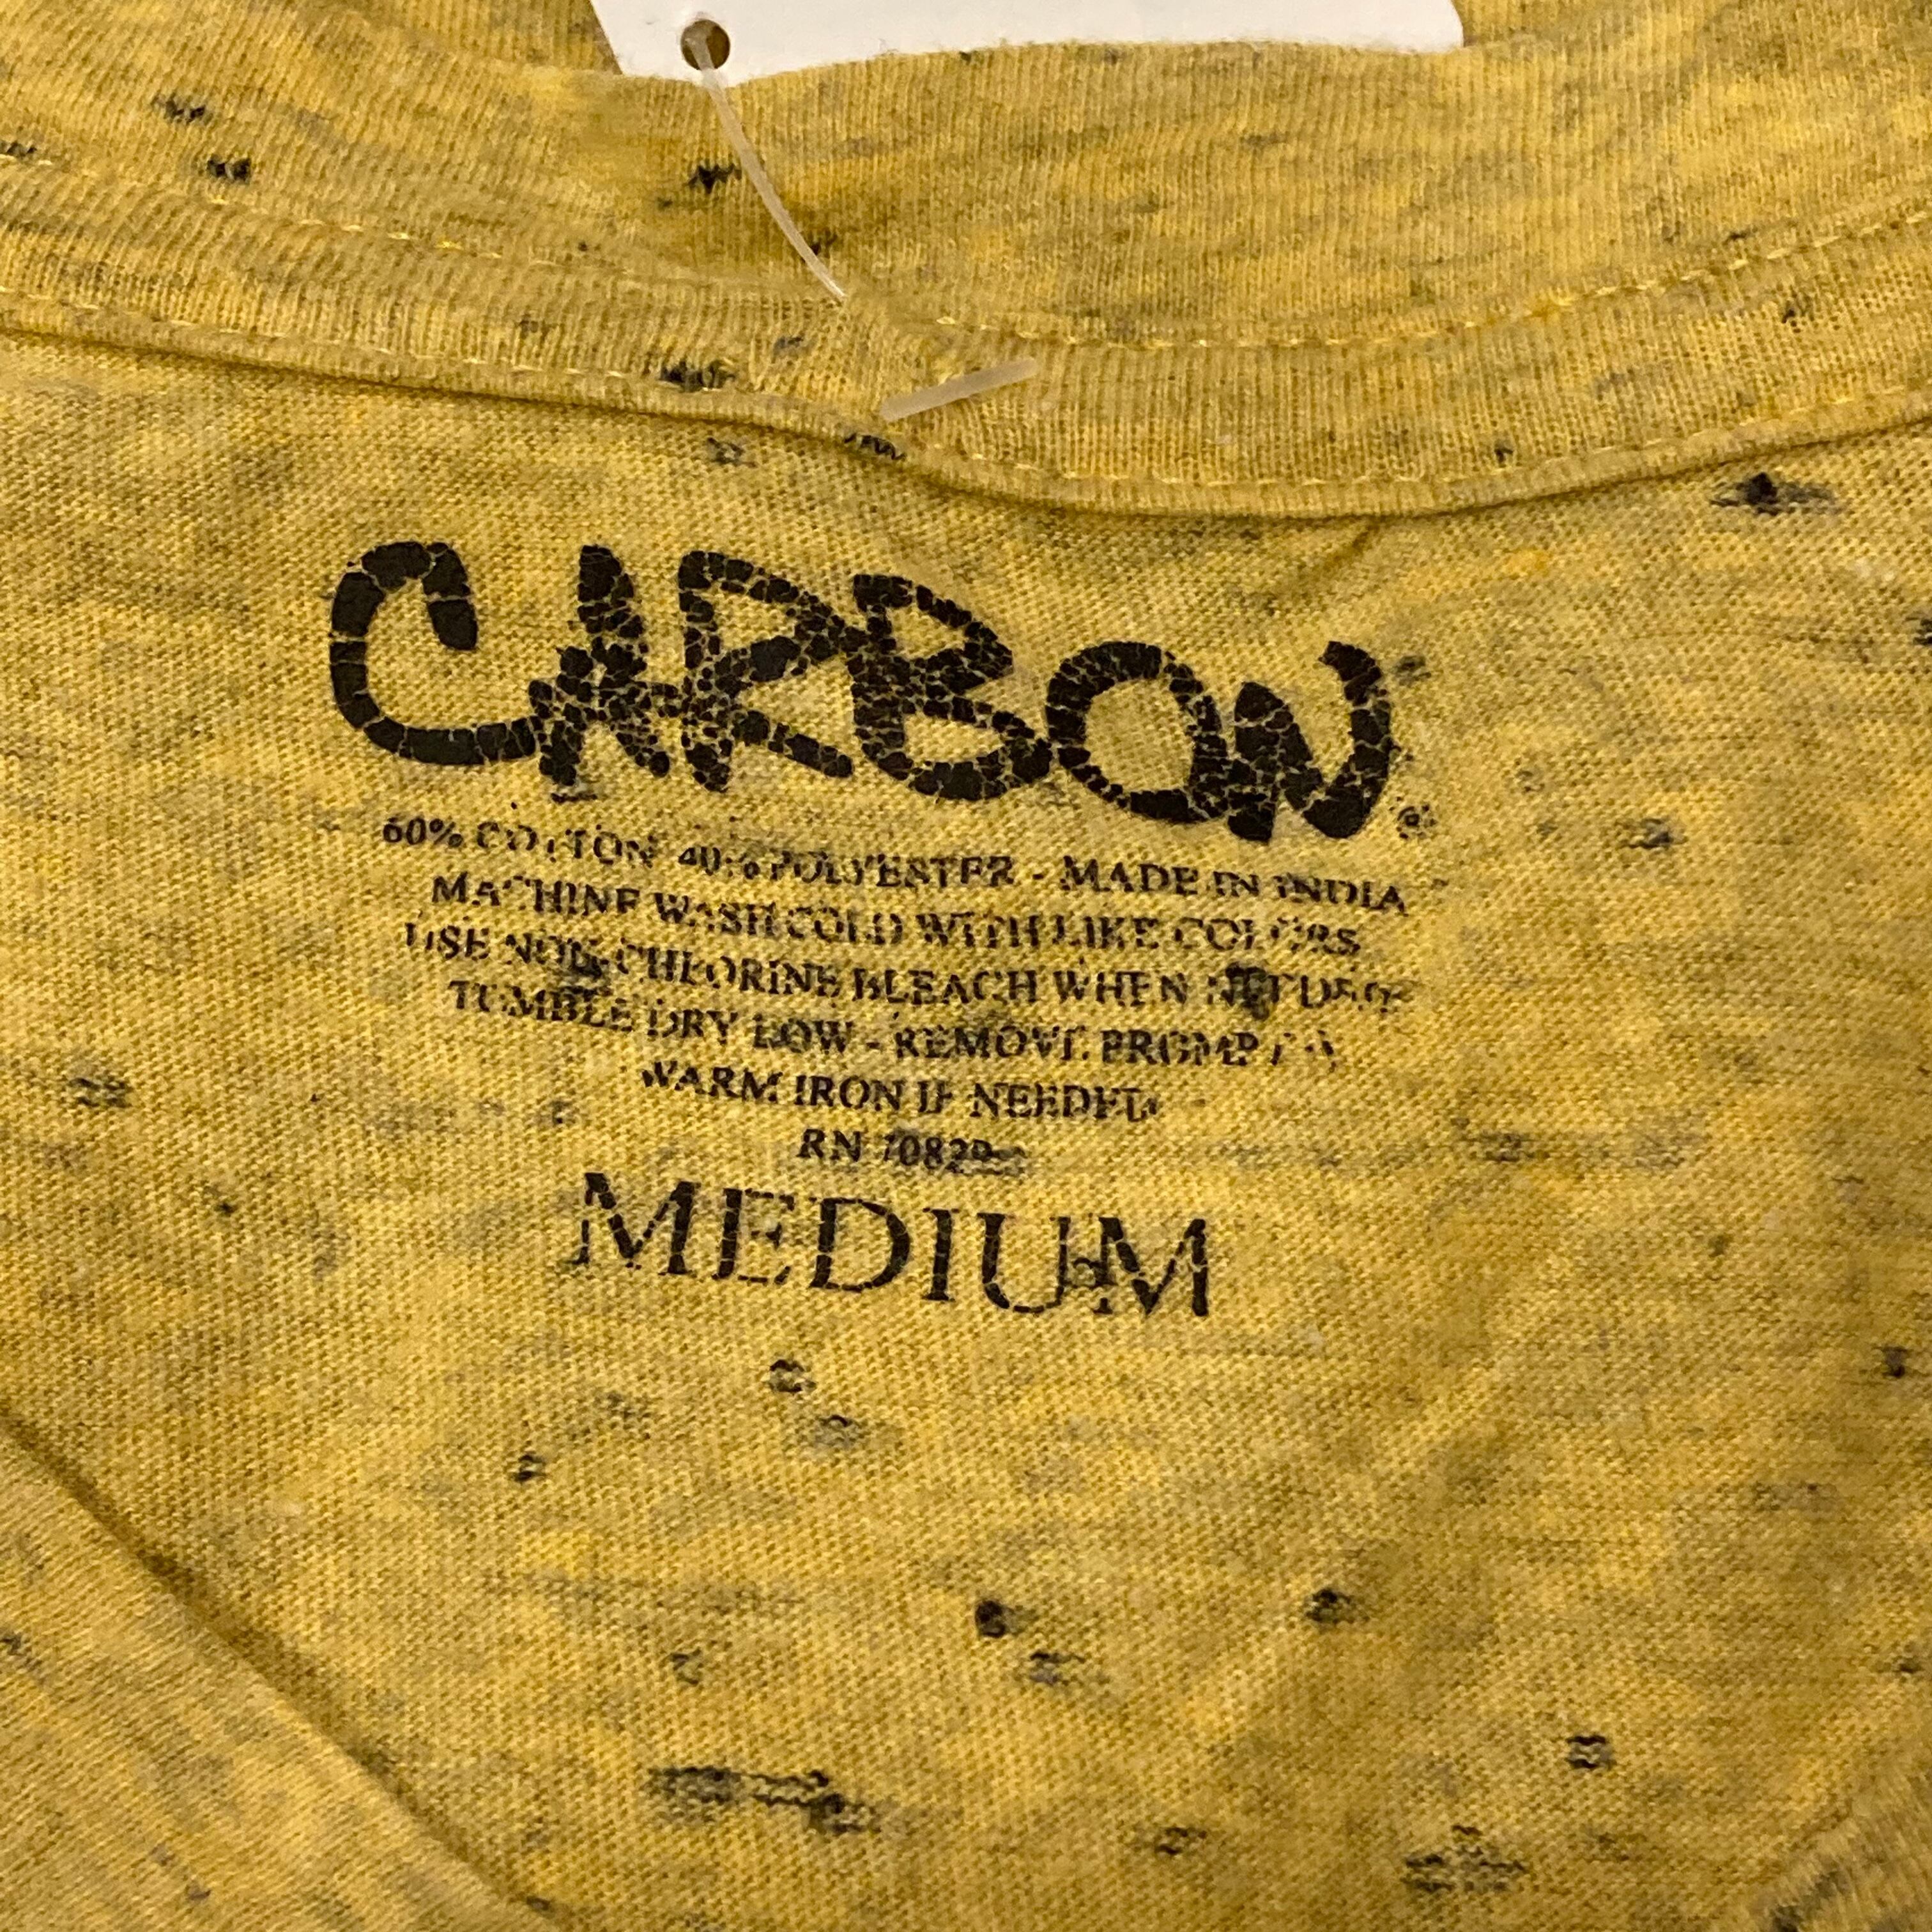 CARBON
60% COTTON 40% POLYESTER - MADE IN INDIA
MACHINE WASH COLD WITH LIKE COLORS
USE NON-CHLORINE BLEACH WHEN NEEDED
TUMBLE DRY LOW - REMOVE PROMPTLY
WARM IRON IF NEEDED
RN
MEDIUM